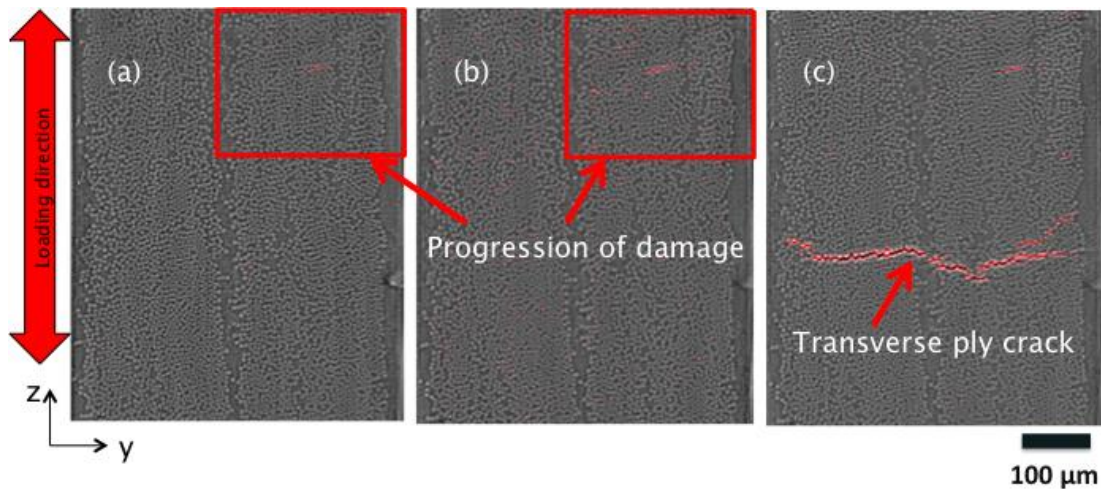 (a)
(b)
(c)
Loading direction
Progression of damage
Transverse ply crack
z
y
100 µm